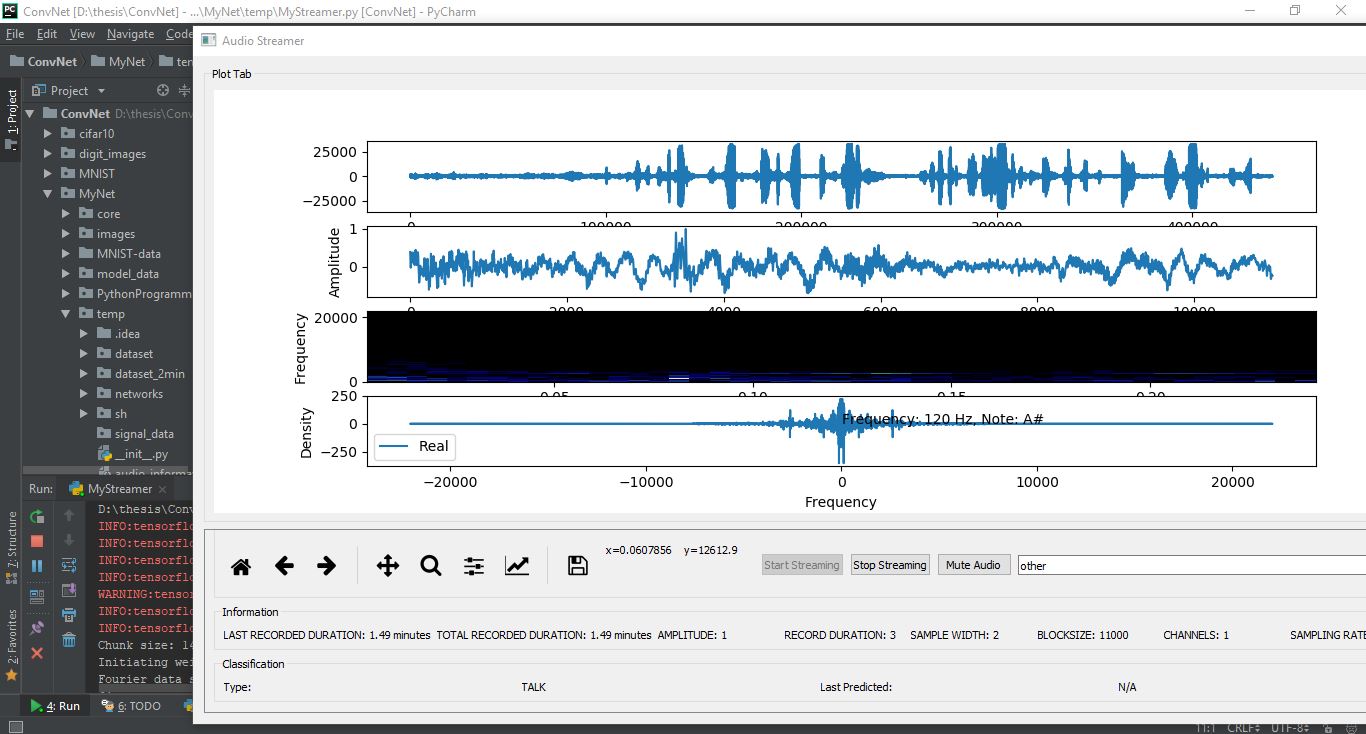 ConvNet [D:\thesis\ConvNet] - ...\MyNet\temp\MyStreamer.py [ConvNet] - PyCharm
File Edit View Navigate Code
ConvNet MyNet
Project
ConvNet D:\thesis\Conv
cifar10
digit_images
MNIST
MyNet
core
images
MNIST-data
model_data
PythonProgramm
temp
.idea
dataset
dataset_2min
networks
sh
signal_data
__init__.py
1: Project
7: Structure
2: Favorites
Run: MyStreamer
D:\thesis\Conv
INFO:tensorflo
INFO:tensorflo
INFO:tensorflo
INFO:tensorflo
WARNING:tensor
INFO:tensorflo
INFO:tensorflo
Chunk size: 14
Initiating wei
Fourier data s
4: Run 6: TODO
Audio Streamer
Plot Tab
25000
0
−25000
0 100000 200000 300000 400000
Amplitude
1
0
0 2000 4000 6000 8000 10000
Frequency
20000
0
0.05 0.10 0.15 0.20
Density
250
0
−250
Frequency: 120 Hz, Note: A#
Real
−20000 −10000 0 10000 20000
Frequency
x=0.0607856 y=12612.9
Start Streaming Stop Streaming Mute Audio other
Information
LAST RECORDED DURATION: 1.49 minutes TOTAL RECORDED DURATION: 1.49 minutes AMPLITUDE: 1 RECORD DURATION: 3 SAMPLE WIDTH: 2 BLOCKSIZE: 11000 CHANNELS: 1 SAMPLING RATE
Classification
Type: TALK Last Predicted: N/A
11:1 CRLF UTF-8